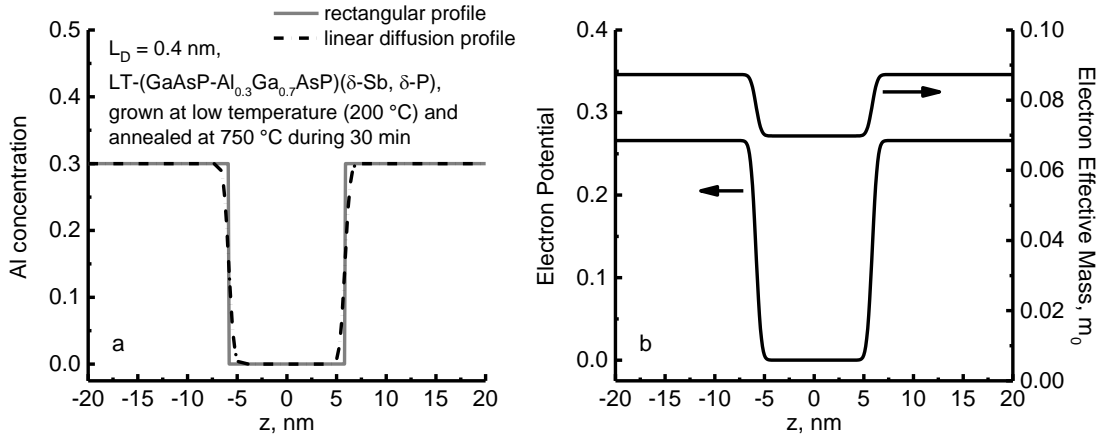 rectangular profile
linear diffusion profile
L_D = 0.4 nm,
LT-(GaAsP-Al_0.3Ga_0.7AsP)(δ-Sb, δ-P),
grown at low temperature (200 °C) and
annealed at 750 °C during 30 min
0.5
0.4
0.3
0.2
0.1
0.0
Al concentration
a
-20 -15 -10 -5 0 5 10 15 20
z, nm
0.4
0.3
0.2
0.1
0.0
Electron Potential
b
-20 -15 -10 -5 0 5 10 15 20
z, nm
0.10
0.08
0.06
0.04
0.02
0.00
Electron Effective Mass, m_0